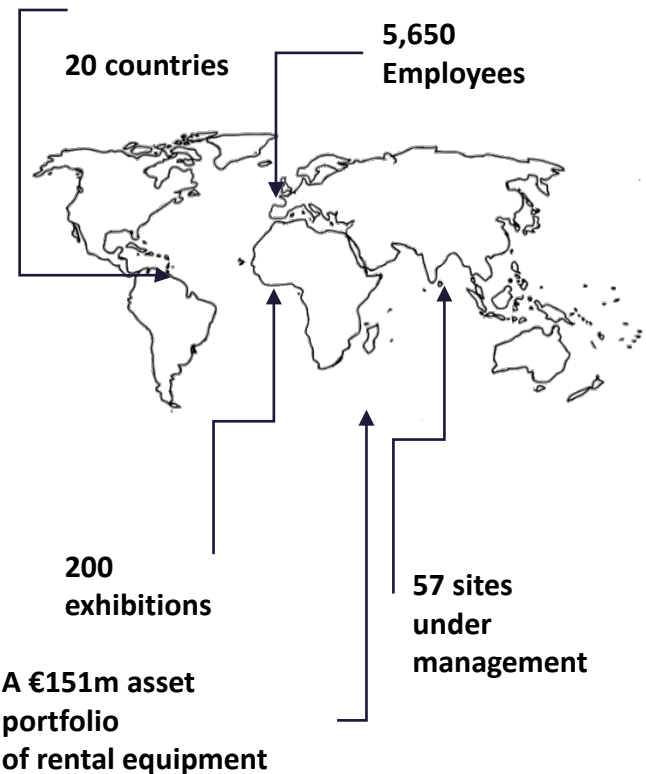 20 countries
5,650
Employees
200
exhibitions
57 sites
under
management
A €151m asset
portfolio
of rental equipment